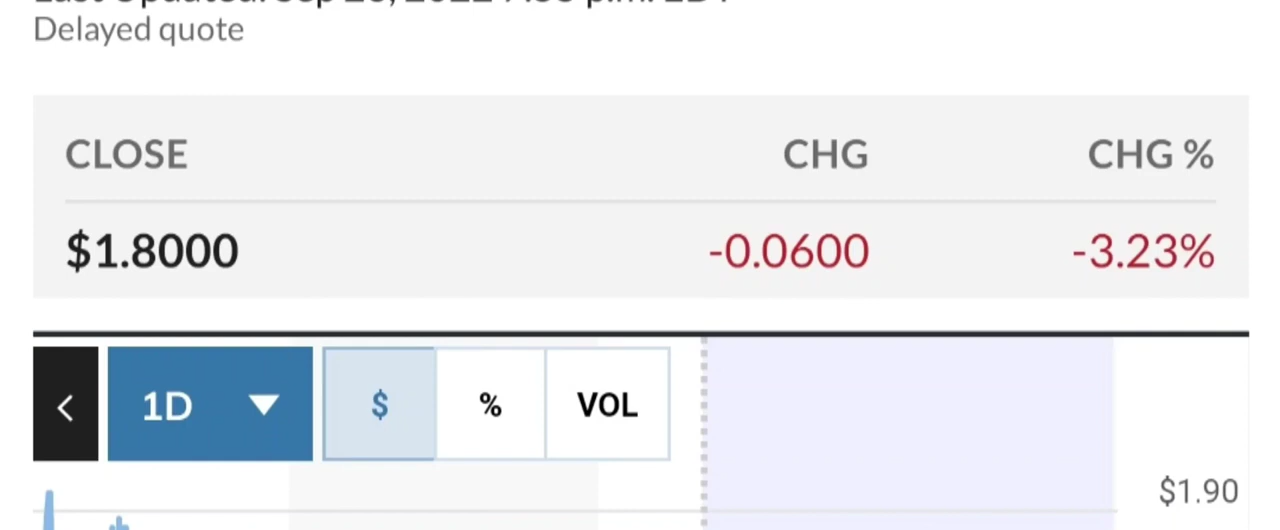 Delayed quote
CLOSE CHG CHG %
$1.8000 -0.0600 -3.23%
1D $ % VOL
$1.90